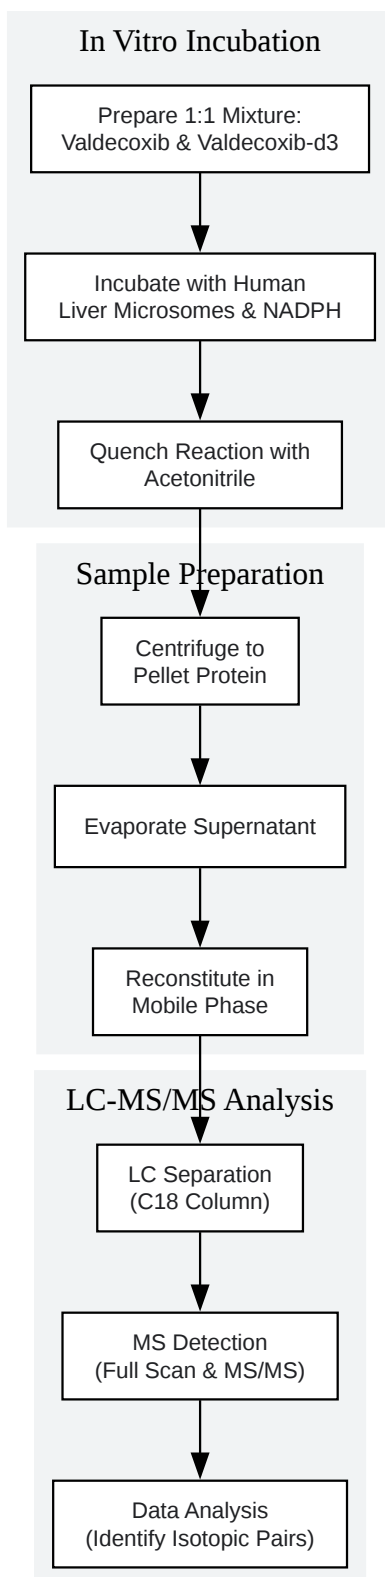 In Vitro Incubation
Prepare 1:1 Mixture:
Valdecoxib & Valdecoxib-d3
Incubate with Human
Liver Microsomes & NADPH
Quench Reaction with
Acetonitrile
Sample Preparation
Centrifuge to
Pellet Protein
Evaporate Supernatant
Reconstitute in
Mobile Phase
LC-MS/MS Analysis
LC Separation
(C18 Column)
MS Detection
(Full Scan & MS/MS)
Data Analysis
(Identify Isotopic Pairs)